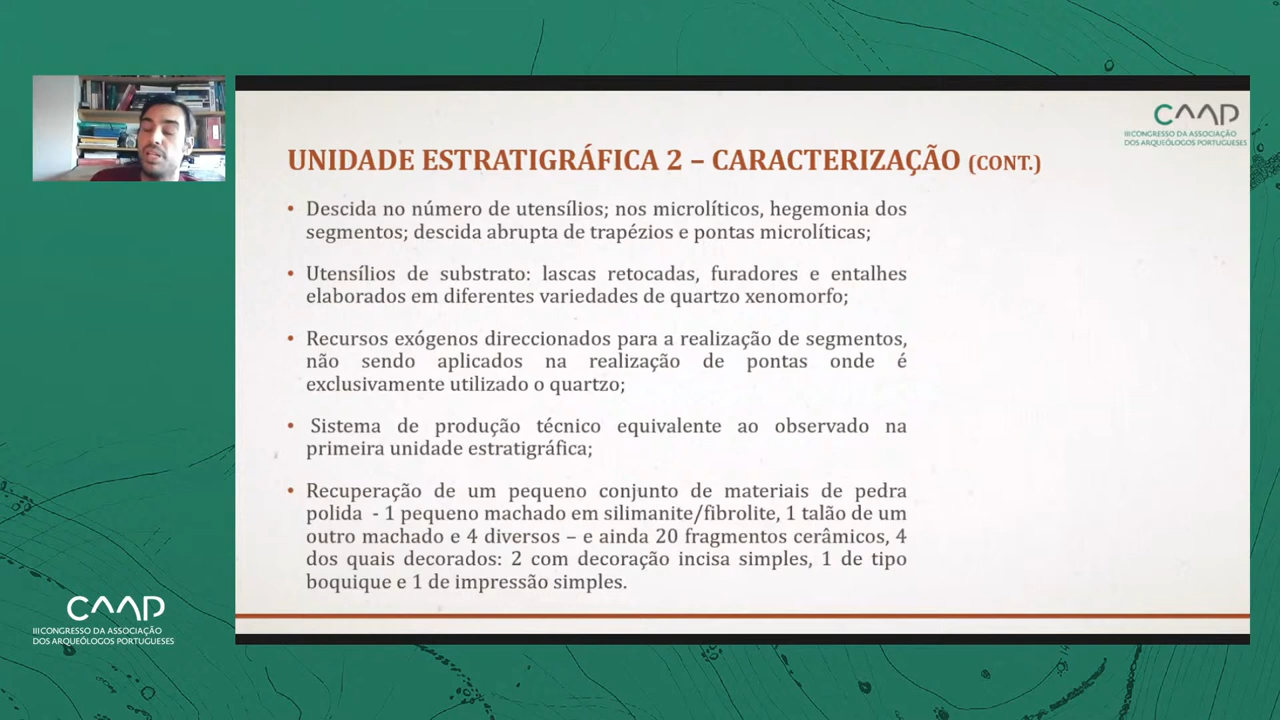 CAAP
III CONGRESSO DA ASSOCIAÇÃO
DOS ARQUEÓLOGOS PORTUGUESES
UNIDADE ESTRATIGRÁFICA 2 – CARACTERIZAÇÃO (CONT.)
• Descida no número de utensílios; nos microlíticos, hegemonia dos
segmentos; descida abrupta de trapézios e pontas microlíticas;
• Utensílios de substrato: lascas retocadas, furadores e entalhes
elaborados em diferentes variedades de quartzo xenomorfo;
• Recursos exógenos direccionados para a realização de segmentos,
não sendo aplicados na realização de pontas onde é
exclusivamente utilizado o quartzo;
• Sistema de produção técnico equivalente ao observado na
primeira unidade estratigráfica;
• Recuperação de um pequeno conjunto de materiais de pedra
polida - 1 pequeno machado em silimanite/fibrolite, 1 talão de um
outro machado e 4 diversos – e ainda 20 fragmentos cerâmicos, 4
dos quais decorados: 2 com decoração incisa simples, 1 de tipo
boquique e 1 de impressão simples.
CAAP
III CONGRESSO DA ASSOCIAÇÃO
DOS ARQUEÓLOGOS PORTUGUESES